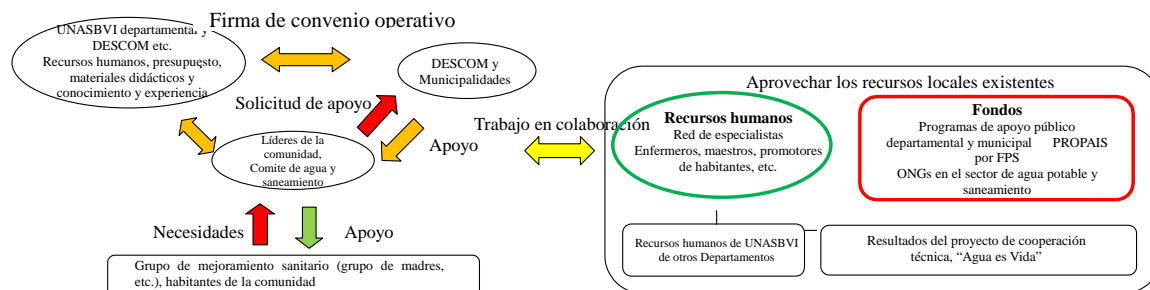 Firma de convenio operativo
UNASBVI departamental y
DESCOM etc.
Recursos humanos, presupuesto,
materiales didácticos y
conocimiento y experiencia
DESCOM y
Municipalidades
Solicitud de apoyo
Apoyo
Líderes de la
comunidad,
Comite de agua y
saneamiento
Necesidades
Apoyo
Grupo de mejoramiento sanitario (grupo de madres,
etc.), habitantes de la comunidad
Trabajo en colaboración
Aprovechar los recursos locales existentes
Recursos humanos
Red de especialistas
Enfermeros, maestros, promotores
de habitantes, etc.
Fondos
Programas de apoyo público
departamental y municipal PROPAIS
por FPS
ONGs en el sector de agua potable y
saneamiento
Recursos humanos de UNASBVI
de otros Departamentos
Resultados del proyecto de cooperación
técnica, “Agua es Vida”